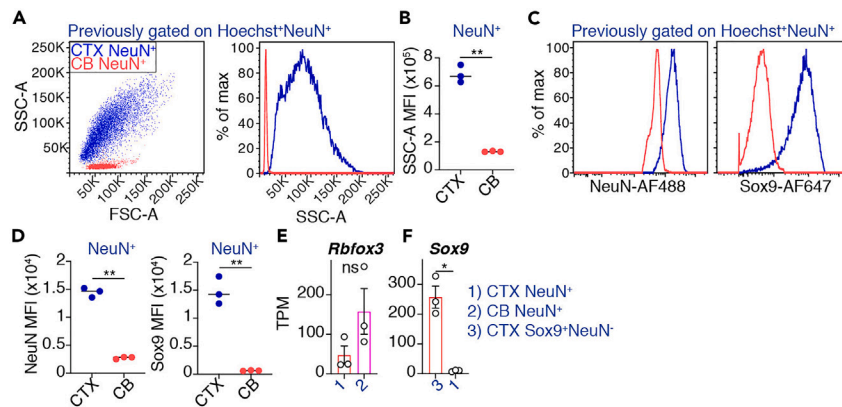 A
Previously gated on Hoechst⁺NeuN⁺
CTX NeuN⁺
CB NeuN⁺
250K
200K
150K
100K
50K
SSC-A
50K
100K
150K
200K
250K
FSC-A
100
80
60
40
20
0
% of max
50K
100K
150K
200K
250K
SSC-A
B
NeuN⁺
**
8
6
4
2
0
SSC-A MFI (x10⁵)
CTX
CB
C
Previously gated on Hoechst⁺NeuN⁺
100
80
60
40
20
0
% of max
NeuN-AF488
Sox9-AF647
D
NeuN⁺
**
2
1.5
1
0.5
0
NeuN MFI (x10⁴)
CTX
CB
NeuN⁺
**
2
1.5
1
0.5
0
Sox9 MFI (x10⁴)
CTX
CB
E
Rbfox3
ns
200
100
0
TPM
1
2
F
Sox9
*
300
200
100
0
3
1
1) CTX NeuN⁺
2) CB NeuN⁺
3) CTX Sox9⁺NeuN⁻